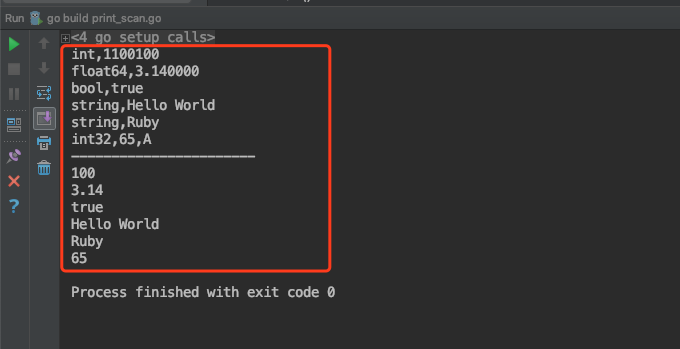 Run go build print_scan.go
<4 go setup calls>
int,1100100
float64,3.140000
bool,true
string,Hello World
string,Ruby
int32,65,A
-----------------------
100
3.14
true
Hello World
Ruby
65
Process finished with exit code 0